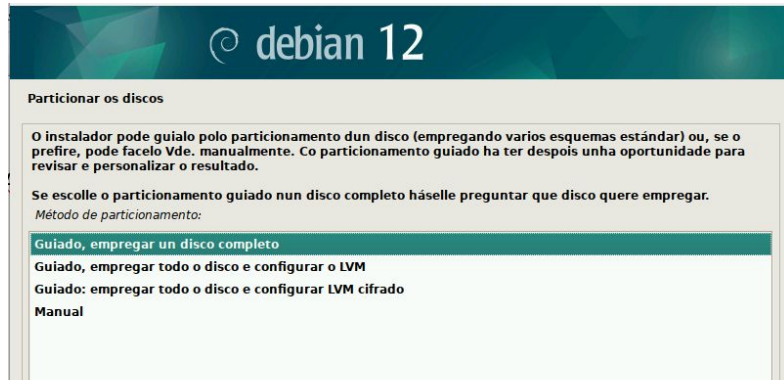 debian 12
Particionar os discos
O instalador pode guialo polo particionamento dun disco (empregando varios esquemas estándar) ou, se o
prefire, pode facelo Vde. manualmente. Co particionamento guiado ha ter despois unha oportunidade para
revisar e personalizar o resultado.
Se escolle o particionamento guiado nun disco completo háselle preguntar que disco quere empregar.
Método de particionamento:
Guiado, empregar un disco completo
Guiado, empregar todo o disco e configurar o LVM
Guiado: empregar todo o disco e configurar LVM cifrado
Manual